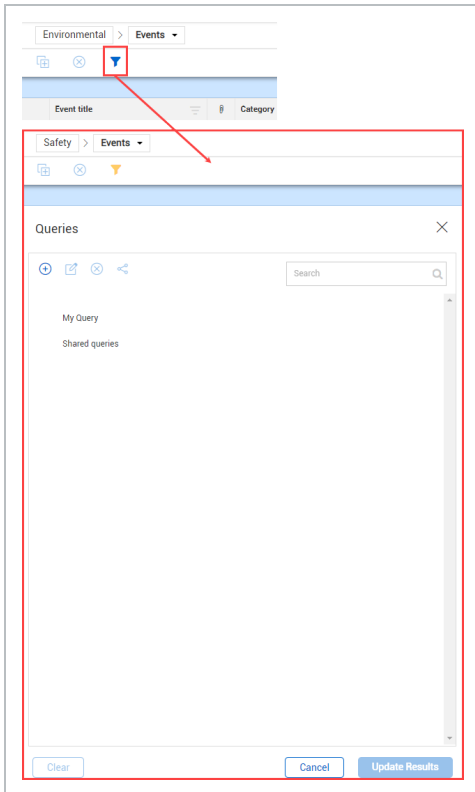 Environmental > Events
Event title Category
Safety > Events
Queries
Search
My Query
Shared queries
Clear Cancel Update Results